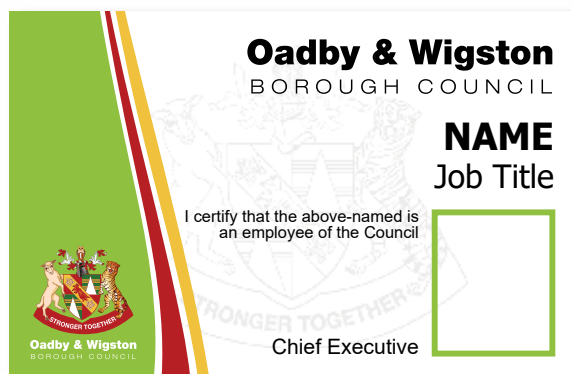 Oadby & Wigston
BOROUGH COUNCIL
NAME
Job Title
I certify that the above-named is
an employee of the Council
STRONGER TOGETHER
Chief Executive
STRONGER TOGETHER
Oadby & Wigston
BOROUGH COUNCIL